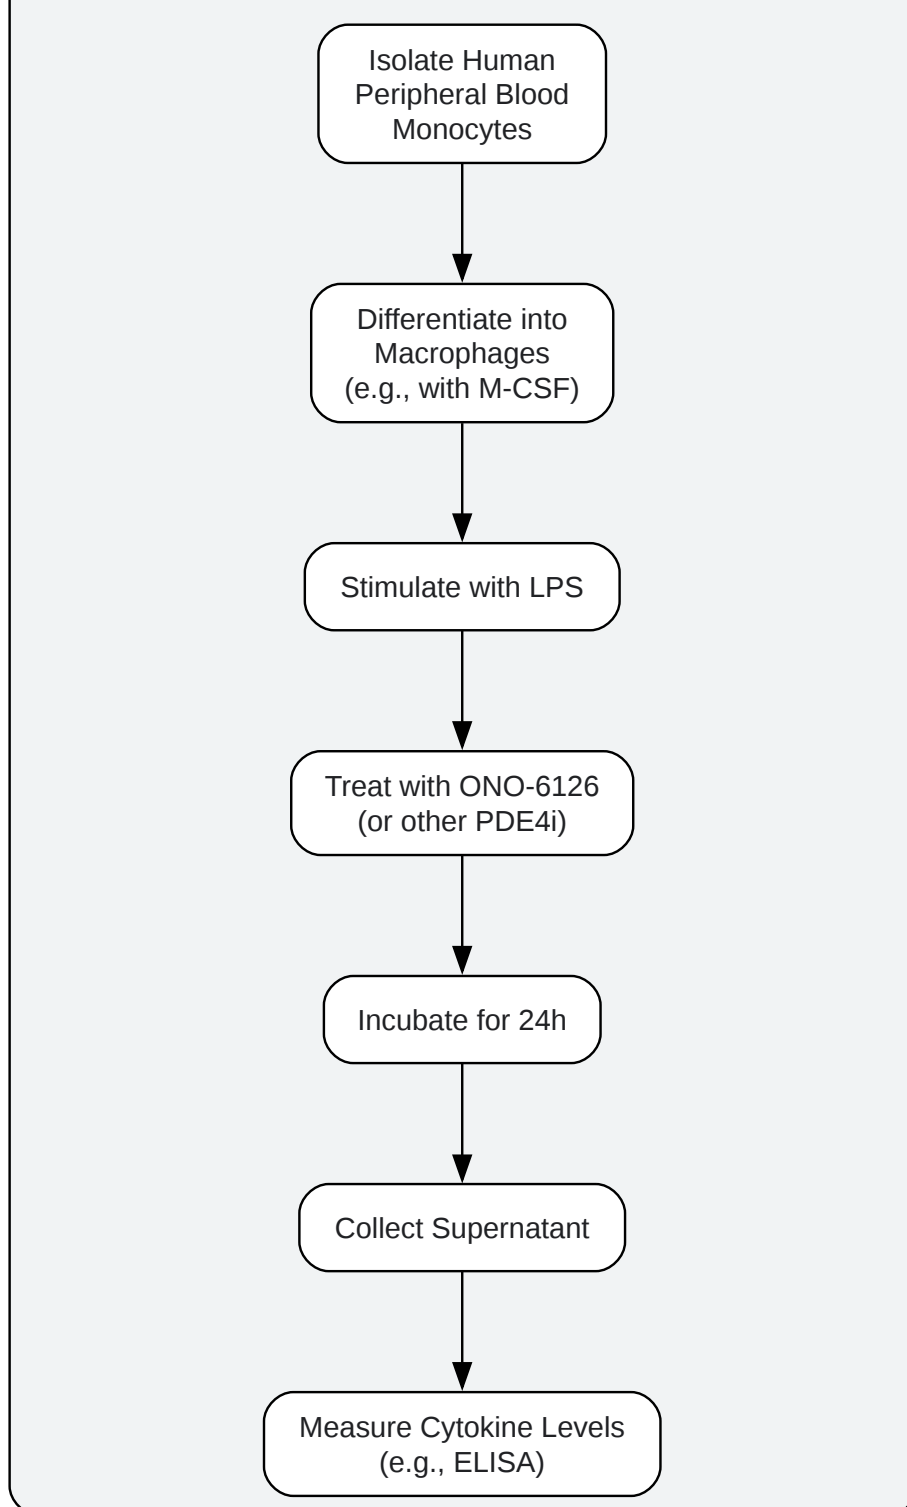 Isolate Human
Peripheral Blood
Monocytes
Differentiate into
Macrophages
(e.g., with M-CSF)
Stimulate with LPS
Treat with ONO-6126
(or other PDE4i)
Incubate for 24h
Collect Supernatant
Measure Cytokine Levels
(e.g., ELISA)